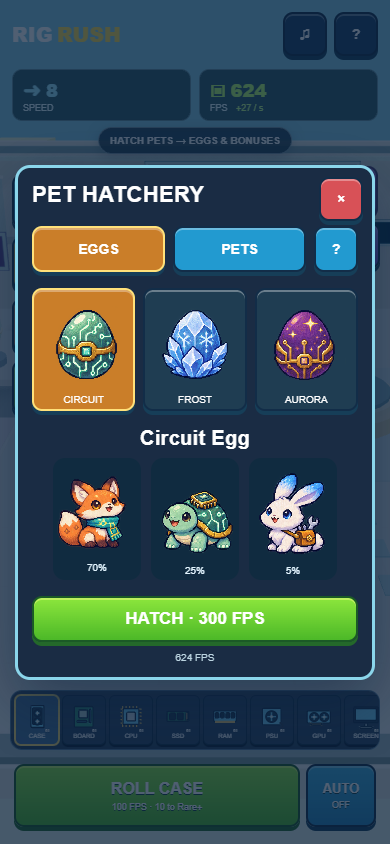 RIG RUSH
♫
?
➜ 8
SPEED
624
FPS +27 / s
HATCH PETS → EGGS & BONUSES
PET HATCHERY
×
EGGS
PETS
?
CIRCUIT
FROST
AURORA
Circuit Egg
70%
25%
5%
HATCH · 300 FPS
624 FPS
CASE
BOARD
CPU
SSD
RAM
PSU
GPU
SCREEN
ROLL CASE
100 FPS · 10 to Rare+
AUTO
OFF